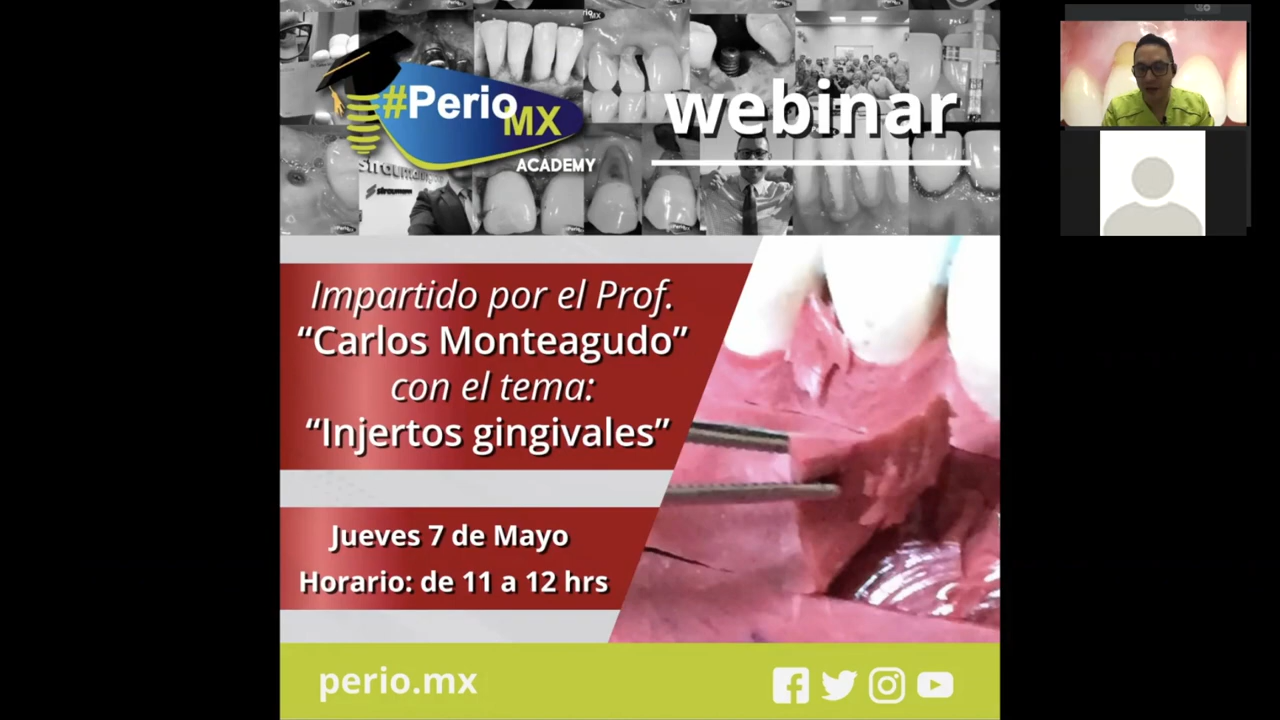 #Perio
MX
ACADEMY
webinar
straumann
Impartido por el Prof.
“Carlos Monteagudo”
con el tema:
“Injertos gingivales”
Jueves 7 de Mayo
Horario: de 11 a 12 hrs
perio.mx